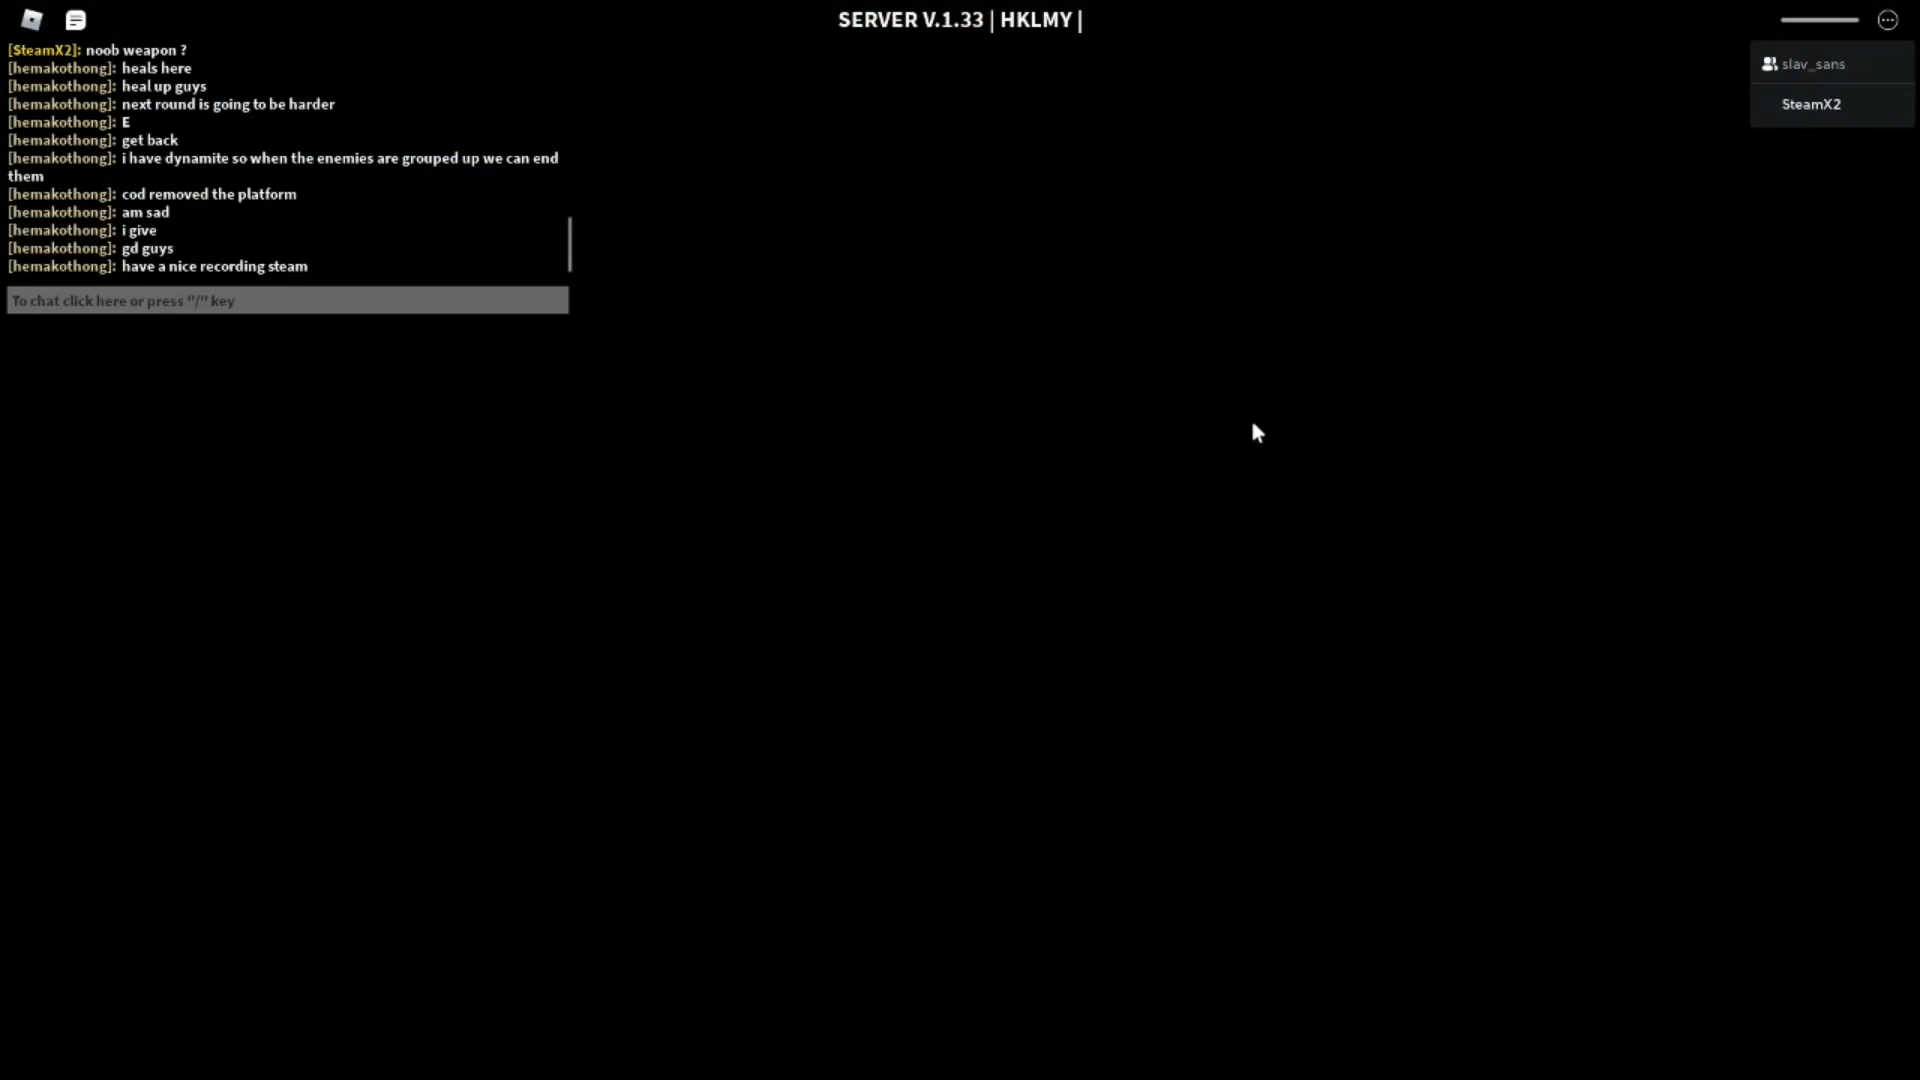 SERVER V.1.33 | HKLMY |
[SteamX2]: noob weapon ?
[hemakothong]: heals here
[hemakothong]: heal up guys
[hemakothong]: next round is going to be harder
[hemakothong]: E
[hemakothong]: get back
[hemakothong]: i have dynamite so when the enemies are grouped up we can end
them
[hemakothong]: cod removed the platform
[hemakothong]: am sad
[hemakothong]: i give
[hemakothong]: gd guys
[hemakothong]: have a nice recording steam
To chat click here or press "/" key
slav_sans
SteamX2